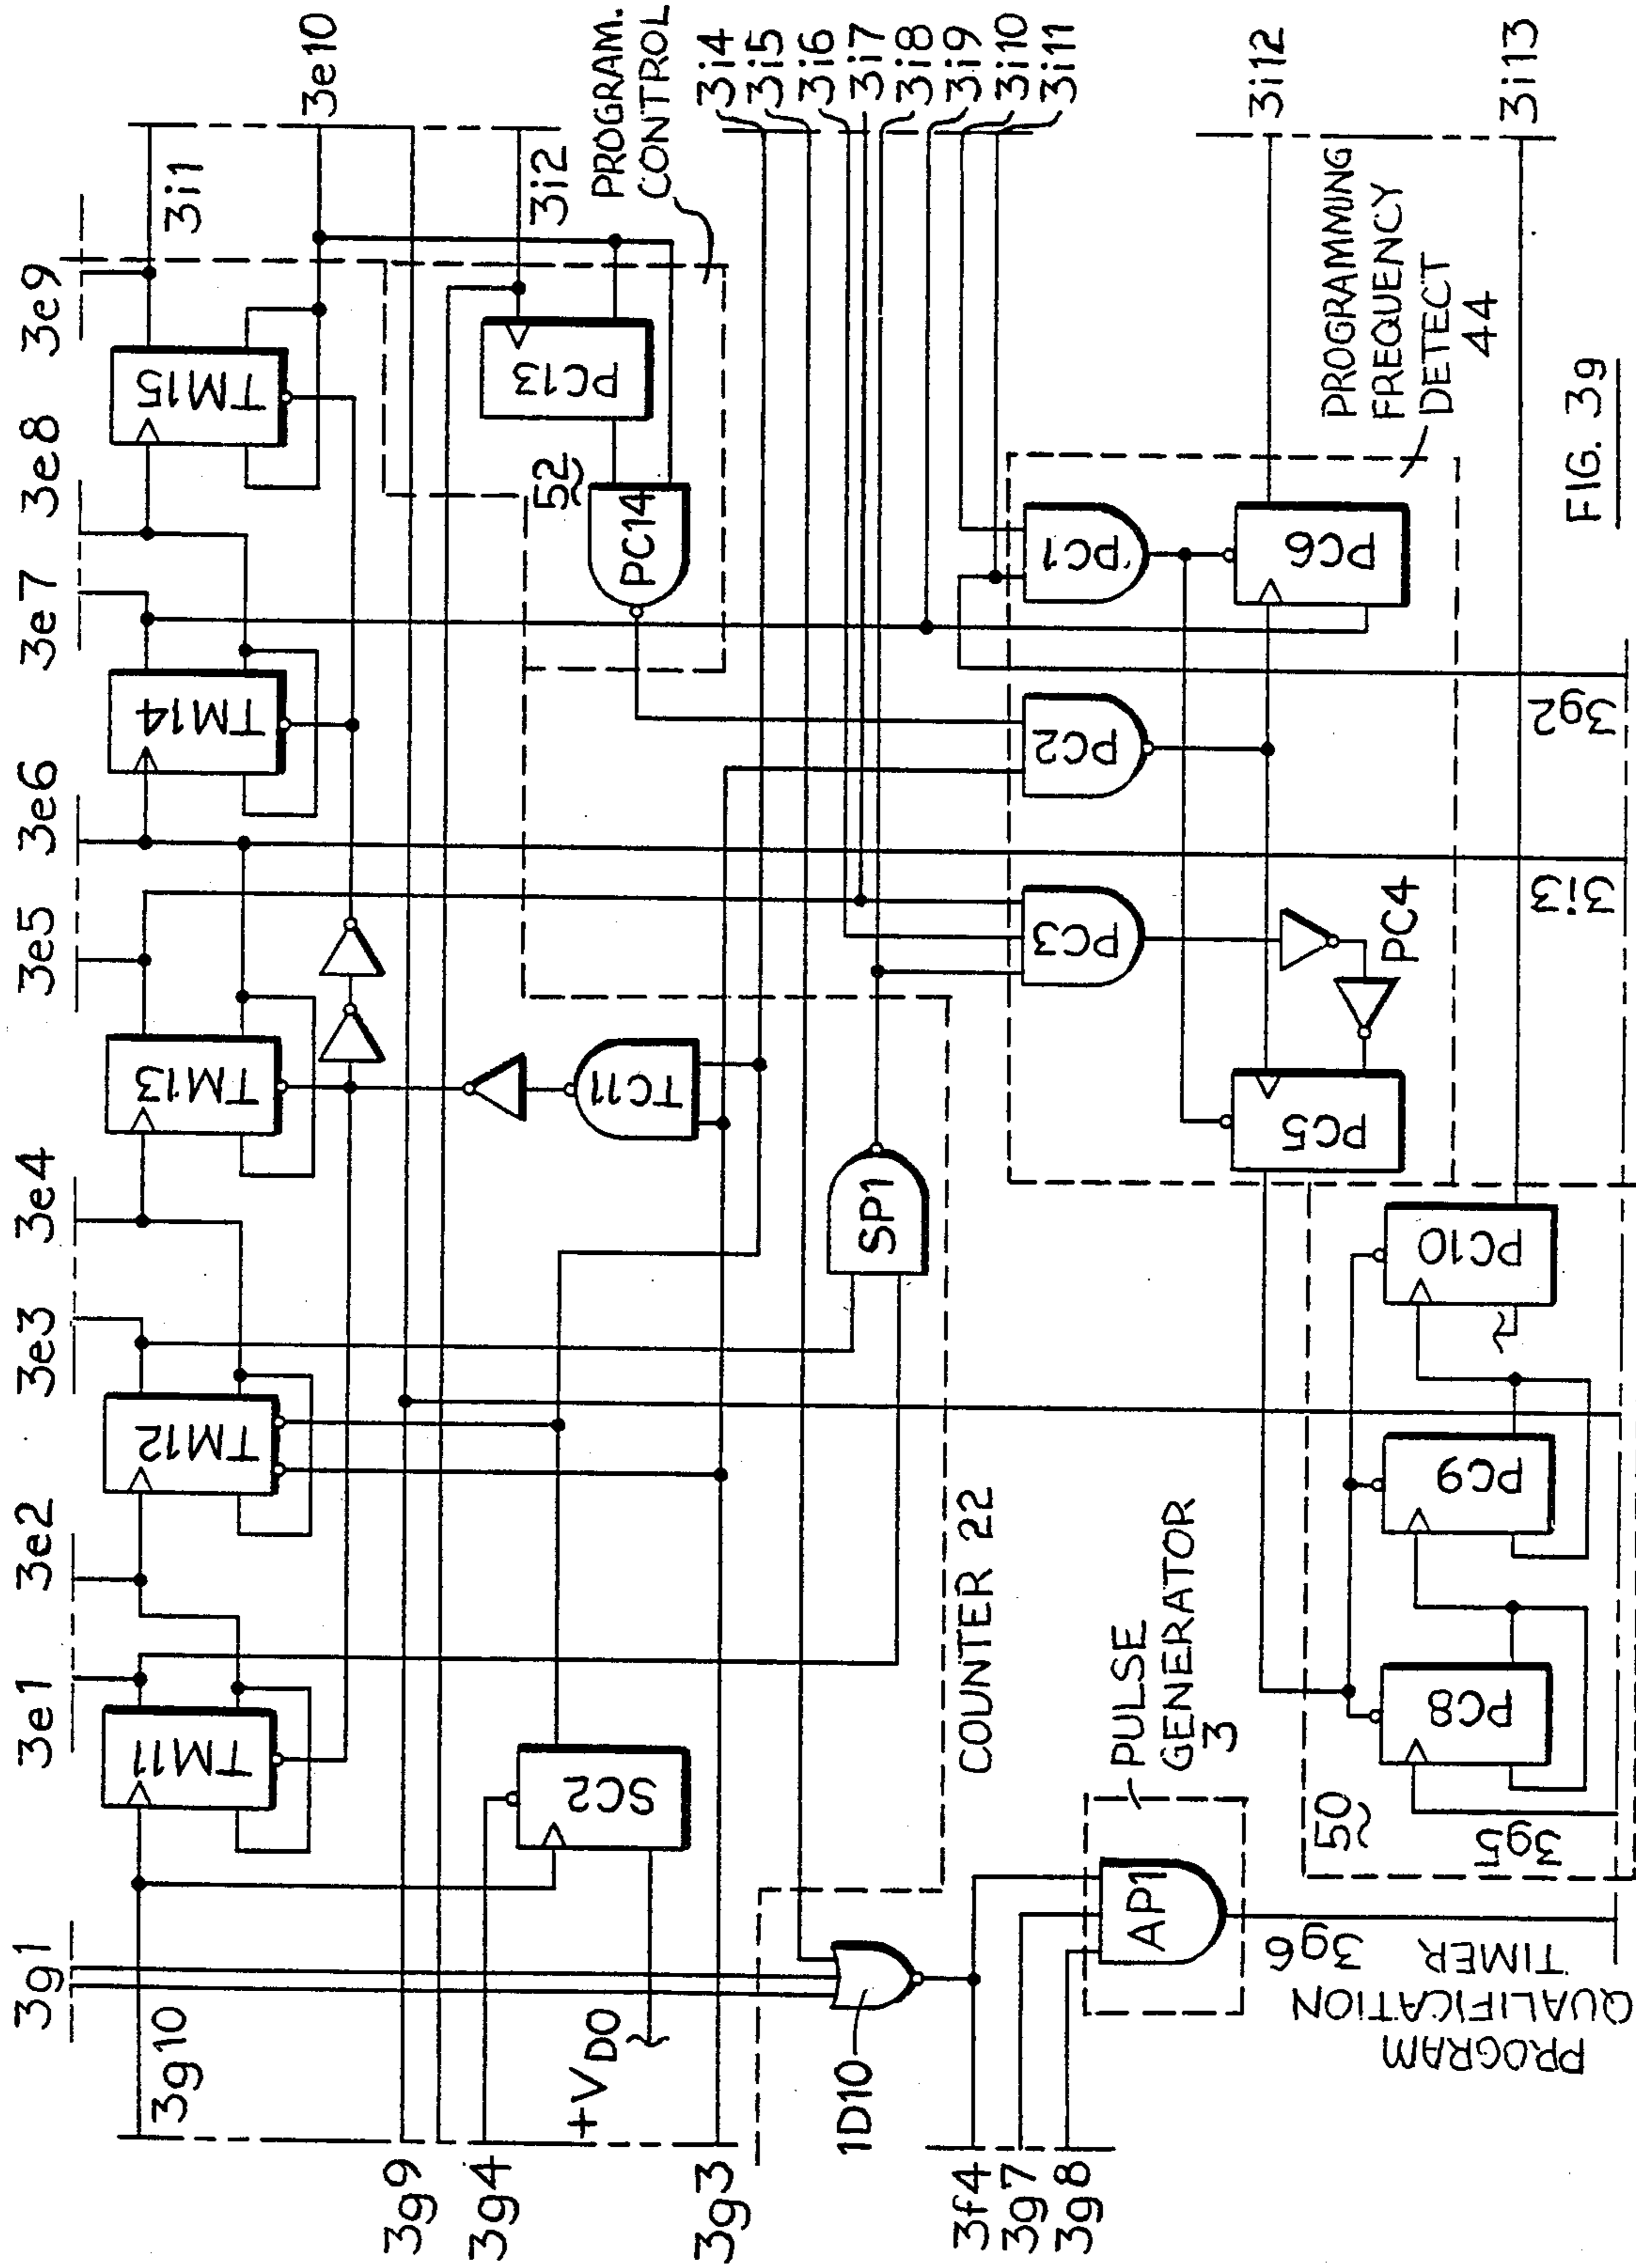 3g1
3e1
3e2
3e3
3e4
3e5
3e6
3e7
3e8
3e9
3g10
TM11
TM12
TM13
TM14
TM15
3i1
3e10
3g9
3g4
+VDO
3g3
SC2
TC11
52
PC14
PC13
3i2
PROGRAM.
CONTROL
3i4
3i5
3i6
3i7
3i8
3i9
3i10
3i11
1D10
COUNTER 22
SP1
3f4
3g7
3g8
AP1
PULSE
GENERATOR
3
PC3
PC2
PC1
PC4
PC5
PC6
3i12
3i13
PROGRAMMING
FREQUENCY
DETECT
44
50
PC8
PC9
PC10
3g5
3g6
PROGRAM
QUALIFICATION
TIMER
3i3
3g2
FIG. 3g